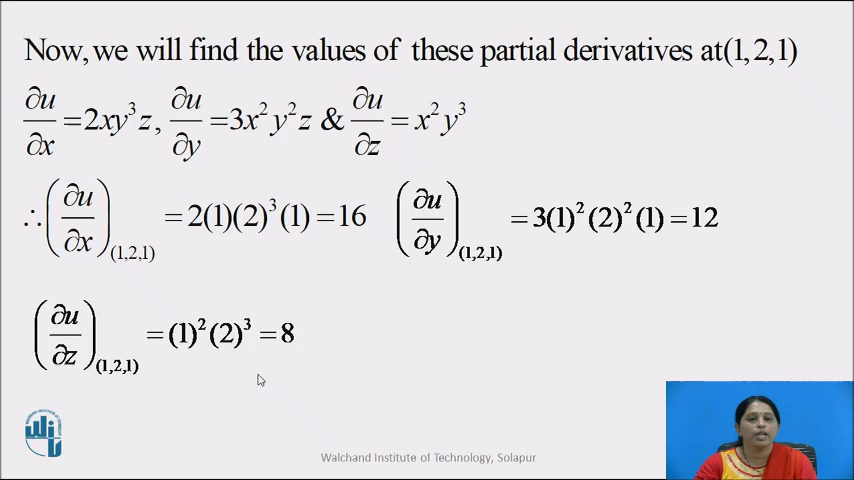 Now, we will find the values of these partial derivatives at(1,2,1)
∂u/∂x =2xy³z, ∂u/∂y =3x²y²z & ∂u/∂z = x²y³
∴(∂u/∂x)(1,2,1) =2(1)(2)³(1)=16 (∂u/∂y)(1,2,1) =3(1)²(2)²(1)=12
(∂u/∂z)(1,2,1) =(1)²(2)³=8
Walchand Institute of Technology, Solapur